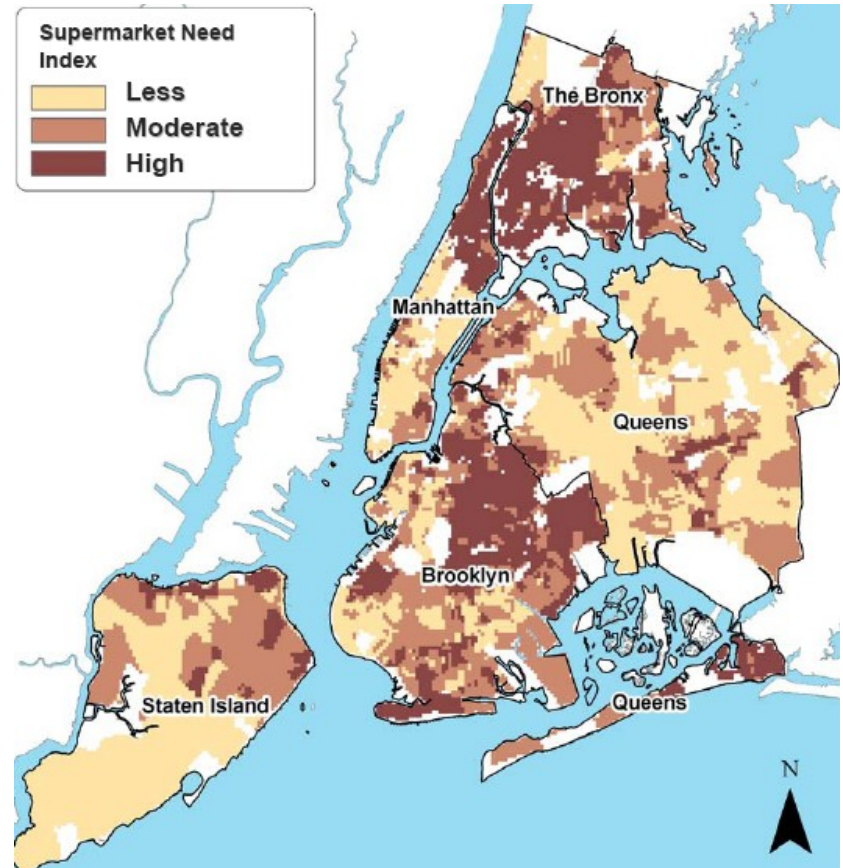 Supermarket Need
Index
Less
Moderate
High
The Bronx
Manhattan
Queens
Brooklyn
Staten Island
Queens
N